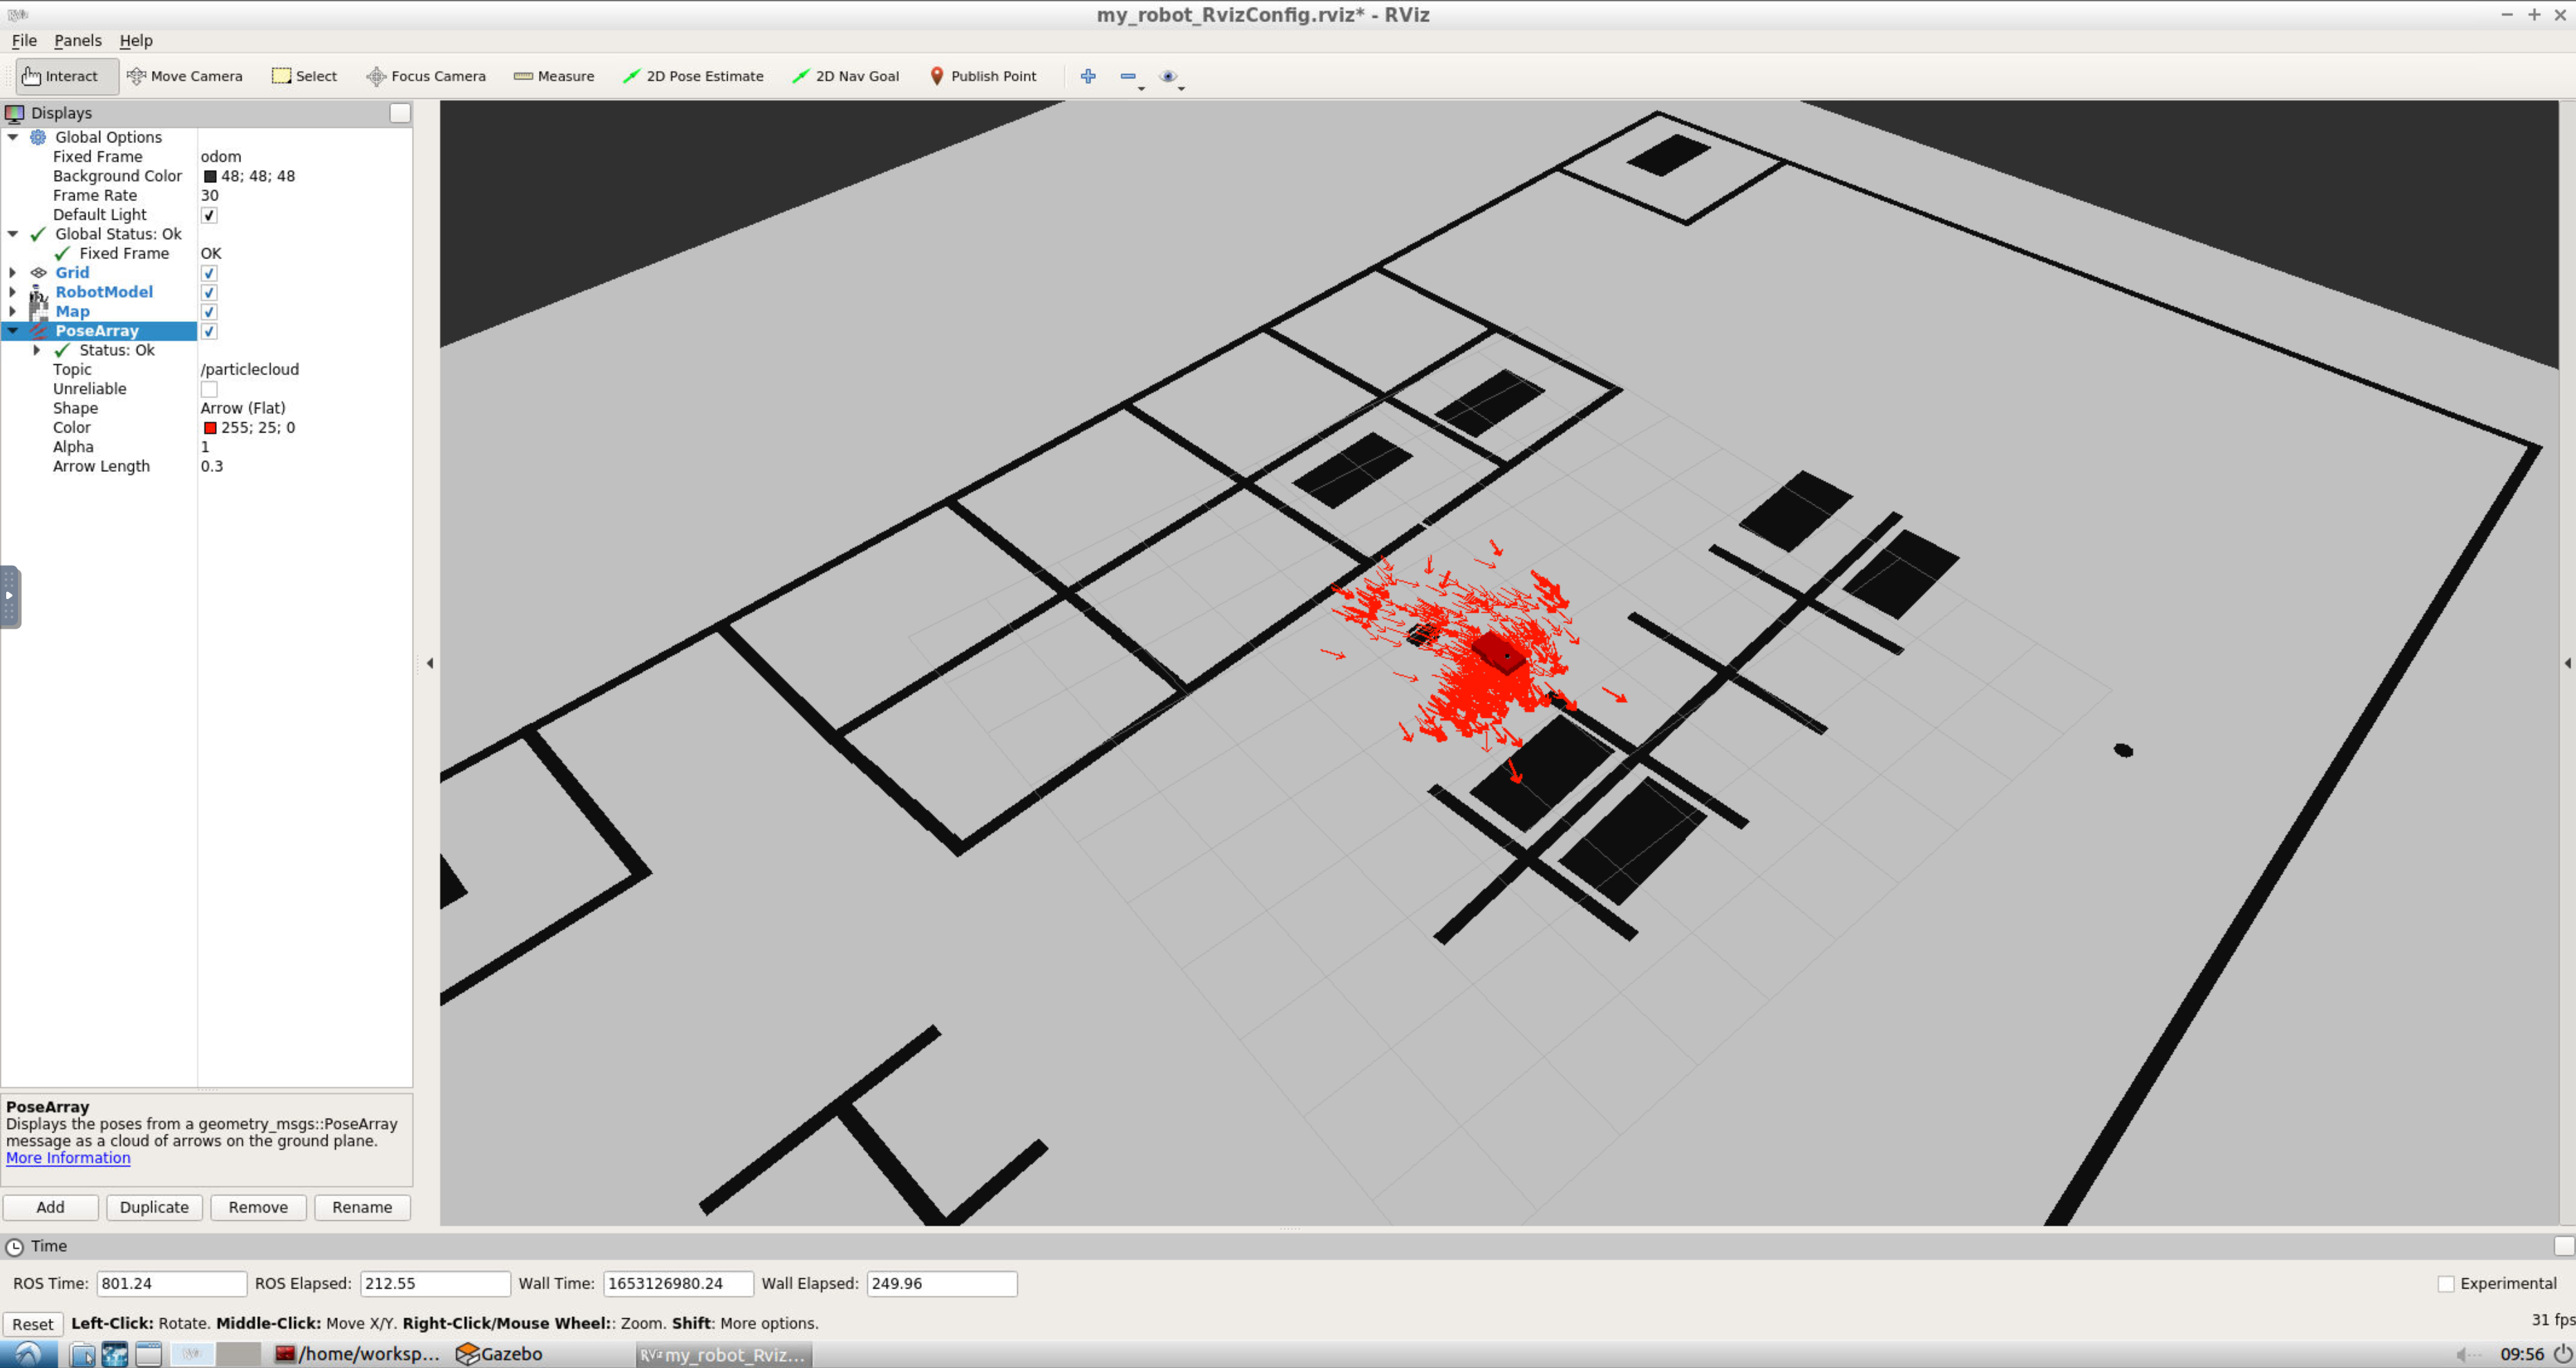 my_robot_RvizConfig.rviz* - RViz
File Panels Help
Interact Move Camera Select Focus Camera Measure 2D Pose Estimate 2D Nav Goal Publish Point
Displays
Global Options
Fixed Frame odom
Background Color 48; 48; 48
Frame Rate 30
Default Light
Global Status: Ok
Fixed Frame OK
Grid
RobotModel
Map
PoseArray
Status: Ok
Topic /particlecloud
Unreliable
Shape Arrow (Flat)
Color 255; 25; 0
Alpha 1
Arrow Length 0.3
PoseArray
Displays the poses from a geometry_msgs::PoseArray
message as a cloud of arrows on the ground plane.
More Information
Add Duplicate Remove Rename
Time
ROS Time: 801.24 ROS Elapsed: 212.55 Wall Time: 1653126980.24 Wall Elapsed: 249.96 Experimental
Reset Left-Click: Rotate. Middle-Click: Move X/Y. Right-Click/Mouse Wheel:: Zoom. Shift: More options. 31 fps
/home/worksp... Gazebo my_robot_Rviz... 09:56